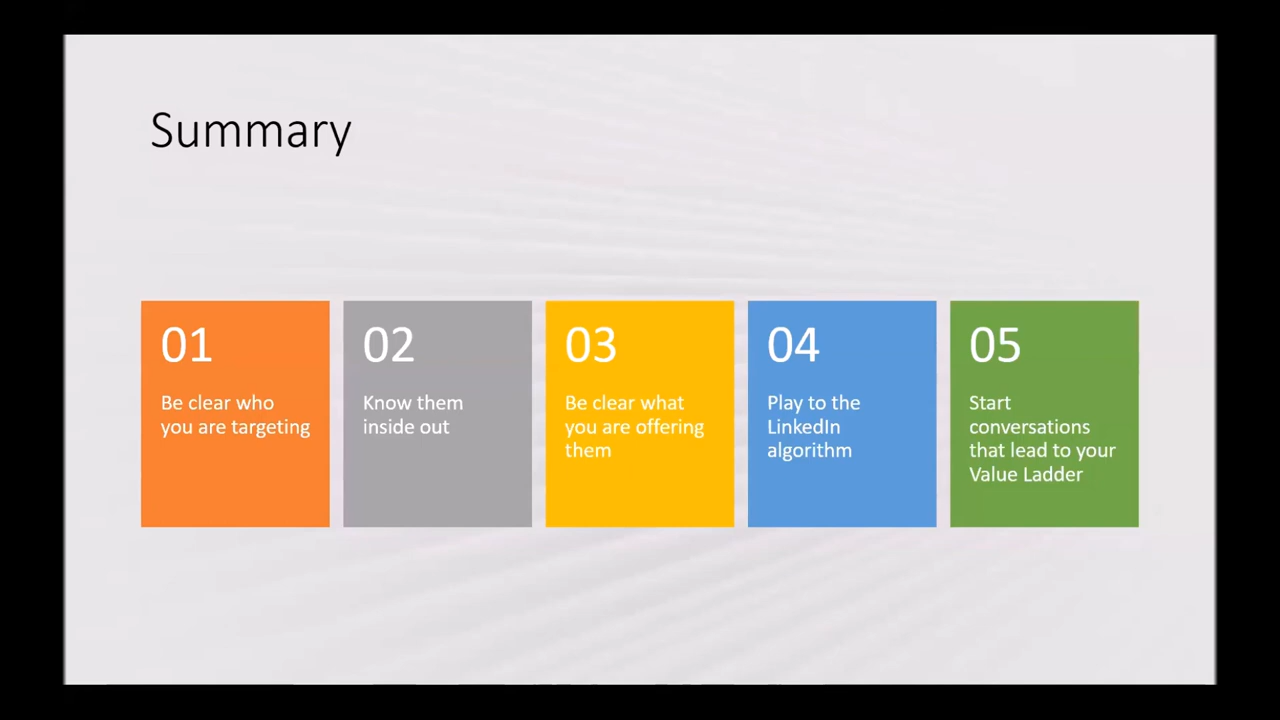 Summary
01
Be clear who
you are targeting
02
Know them
inside out
03
Be clear what
you are offering
them
04
Play to the
LinkedIn
algorithm
05
Start
conversations
that lead to your
Value Ladder